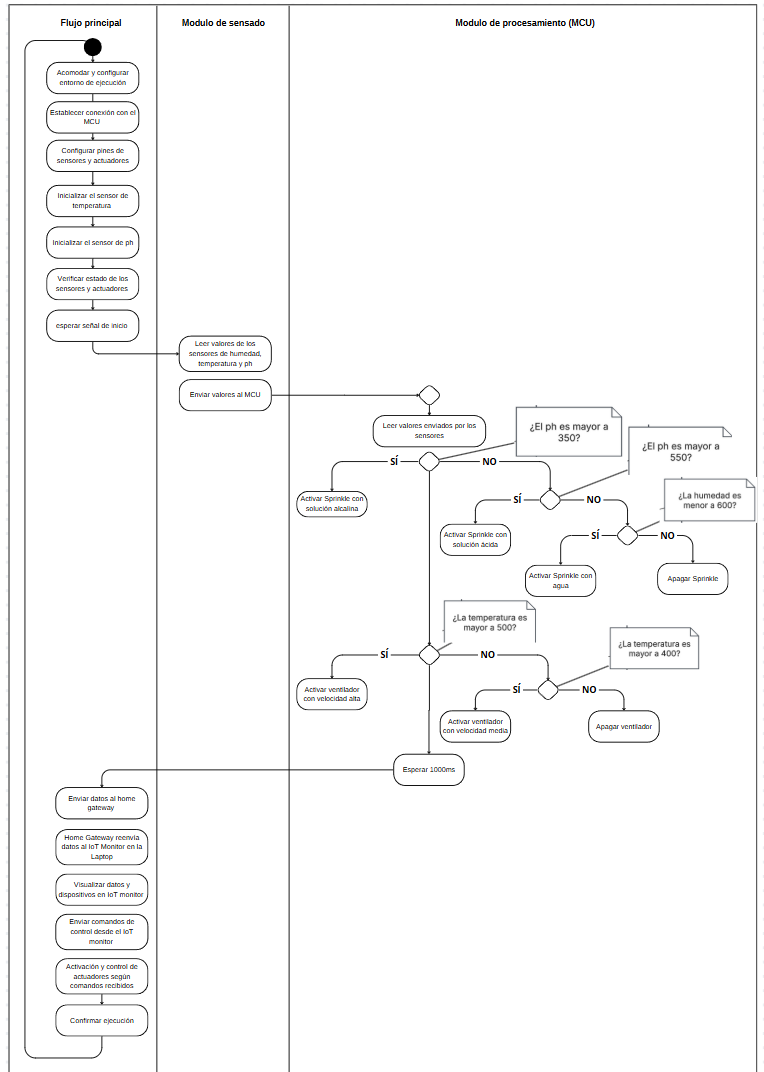 Flujo principal
Modulo de sensado
Modulo de procesamiento (MCU)
Acomodar y configurar
entorno de ejecución
Establecer conexión con el
MCU
Configurar pines de
sensores y actuadores
Inicializar el sensor de
temperatura
Inicializar el sensor de ph
Verificar estado de los
sensores y actuadores
esperar señal de inicio
Leer valores de los
sensores de humedad,
temperatura y ph
Enviar valores al MCU
Leer valores enviados por los
sensores
¿El ph es mayor a
350?
SÍ
NO
Activar Sprinkle con
solución alcalina
¿El ph es mayor a
550?
SÍ
NO
Activar Sprinkle con
solución ácida
¿La humedad es
menor a 600?
SÍ
NO
Activar Sprinkle con
agua
Apagar Sprinkle
¿La temperatura es
mayor a 500?
SÍ
NO
Activar ventilador
con velocidad alta
¿La temperatura es
mayor a 400?
SÍ
NO
Activar ventilador
con velocidad media
Apagar ventilador
Esperar 1000ms
Enviar datos al home
gateway
Home Gateway reenvía
datos al IoT Monitor en la
Laptop
Visualizar datos y
dispositivos en IoT monitor
Enviar comandos de
control desde el IoT
monitor
Activación y control de
actuadores según
comandos recibidos
Confirmar ejecución